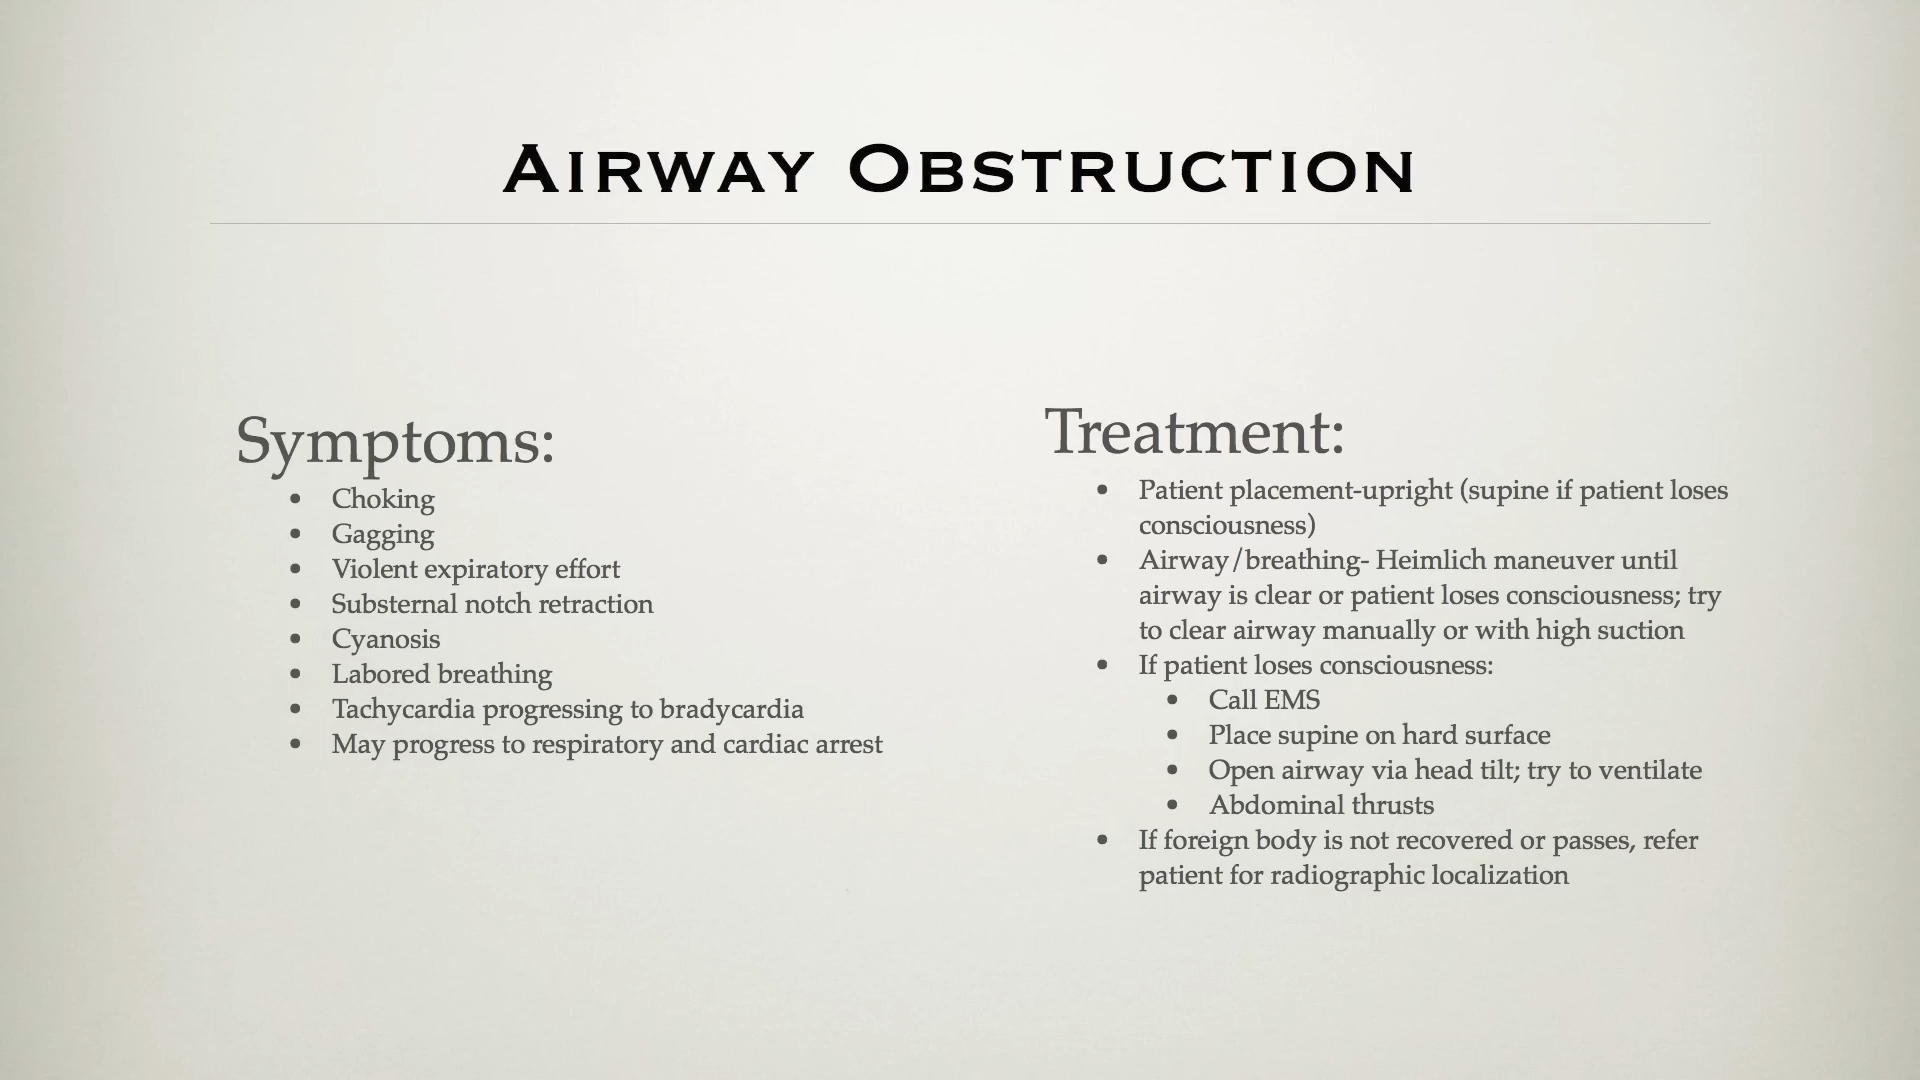 Airway Obstruction
Symptoms:
• Choking
• Gagging
• Violent expiratory effort
• Substernal notch retraction
• Cyanosis
• Labored breathing
• Tachycardia progressing to bradycardia
• May progress to respiratory and cardiac arrest
Treatment:
• Patient placement-upright (supine if patient loses
consciousness)
• Airway/breathing- Heimlich maneuver until
airway is clear or patient loses consciousness; try
to clear airway manually or with high suction
• If patient loses consciousness:
• Call EMS
• Place supine on hard surface
• Open airway via head tilt; try to ventilate
• Abdominal thrusts
• If foreign body is not recovered or passes, refer
patient for radiographic localization